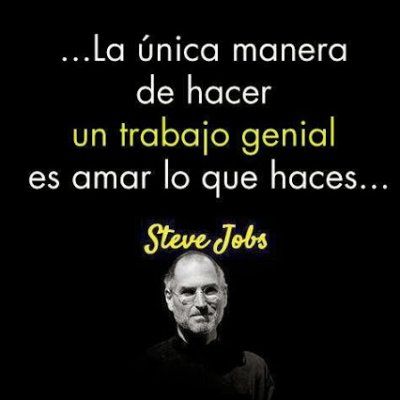 ...La única manera
de hacer
un trabajo genial
es amar lo que haces...
Steve Jobs